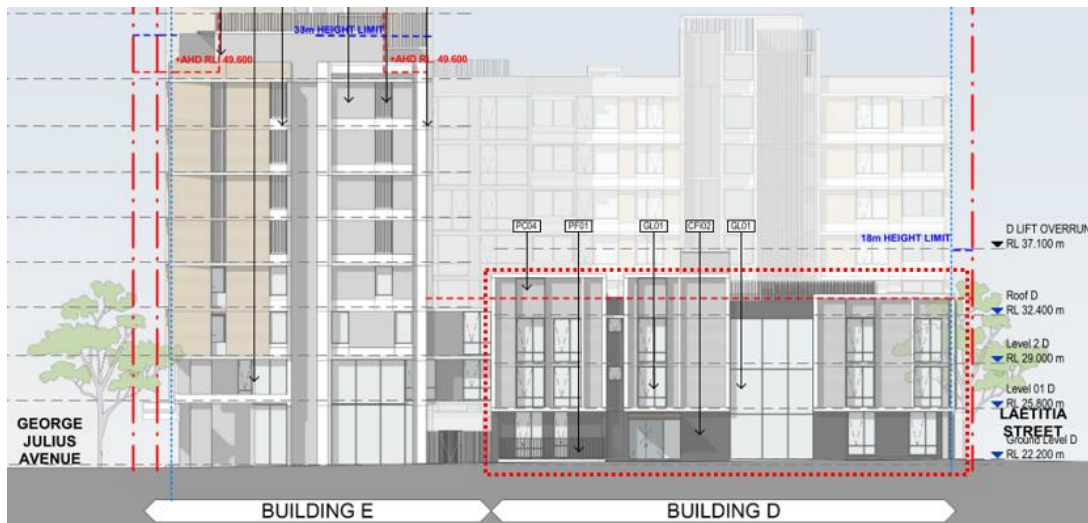 33m HEIGHT LIMIT
+AHD RL. 49.600
+AHD RL. 49.600
PC04
PF01
GL01
CFI02
GL01
18m HEIGHT LIMIT
D LIFT OVERRUN
RL 37.100 m
Roof D
RL 32.400 m
Level 2 D
RL 29.000 m
Level 01 D
RL 25.800 m
GEORGE
JULIUS
AVENUE
LAETITIA
STREET
Ground Level D
RL 22.200 m
BUILDING E
BUILDING D